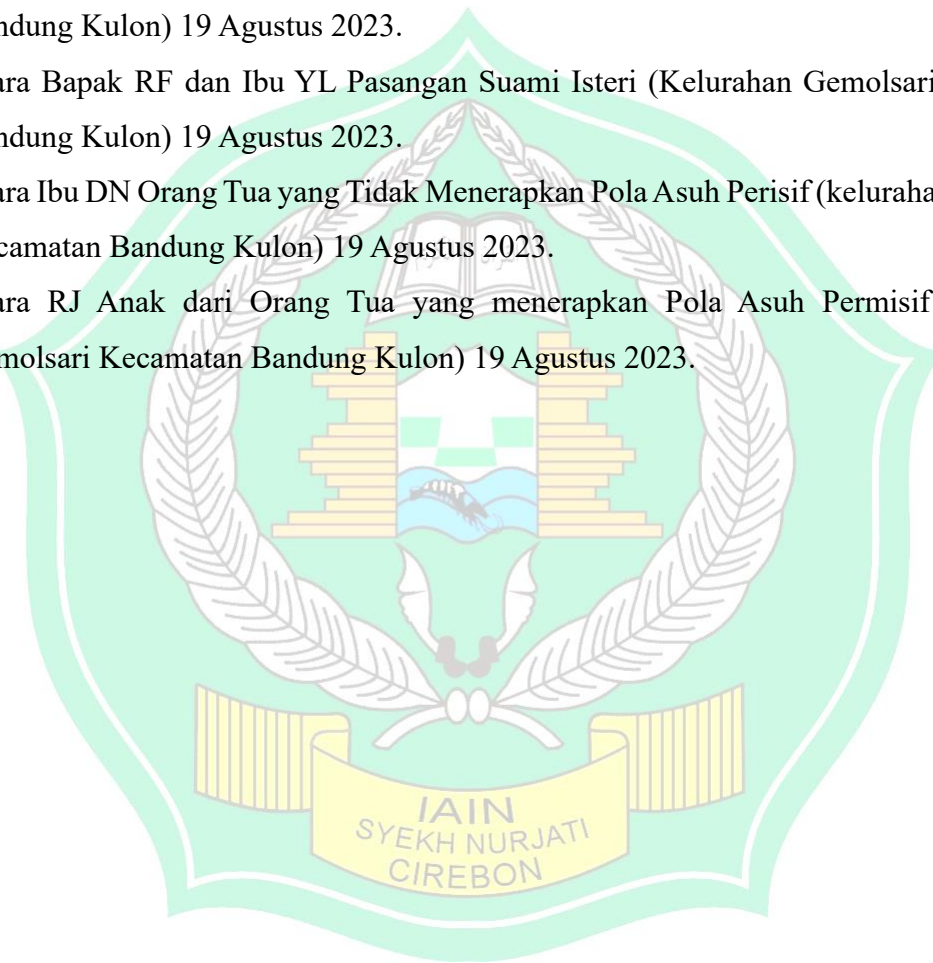 ndung Kulon) 19 Agustus 2023.
ara Bapak RF dan Ibu YL Pasangan Suami Isteri (Kelurahan Gemolsari
ndung Kulon) 19 Agustus 2023.
ara Ibu DN Orang Tua yang Tidak Menerapkan Pola Asuh Perisif (keluraha
camatan Bandung Kulon) 19 Agustus 2023.
ara RJ Anak dari Orang Tua yang menerapkan Pola Asuh Permisif
molsari Kecamatan Bandung Kulon) 19 Agustus 2023.
IAIN
SYEKH NURJATI
CIREBON